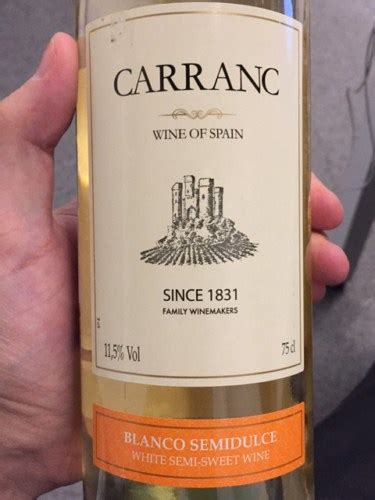 CARRANC
WINE OF SPAIN
SINCE 1831
FAMILY WINEMAKERS
11,5% Vol
75 cl
BLANCO SEMIDULCE
WHITE SEMI-SWEET WINE